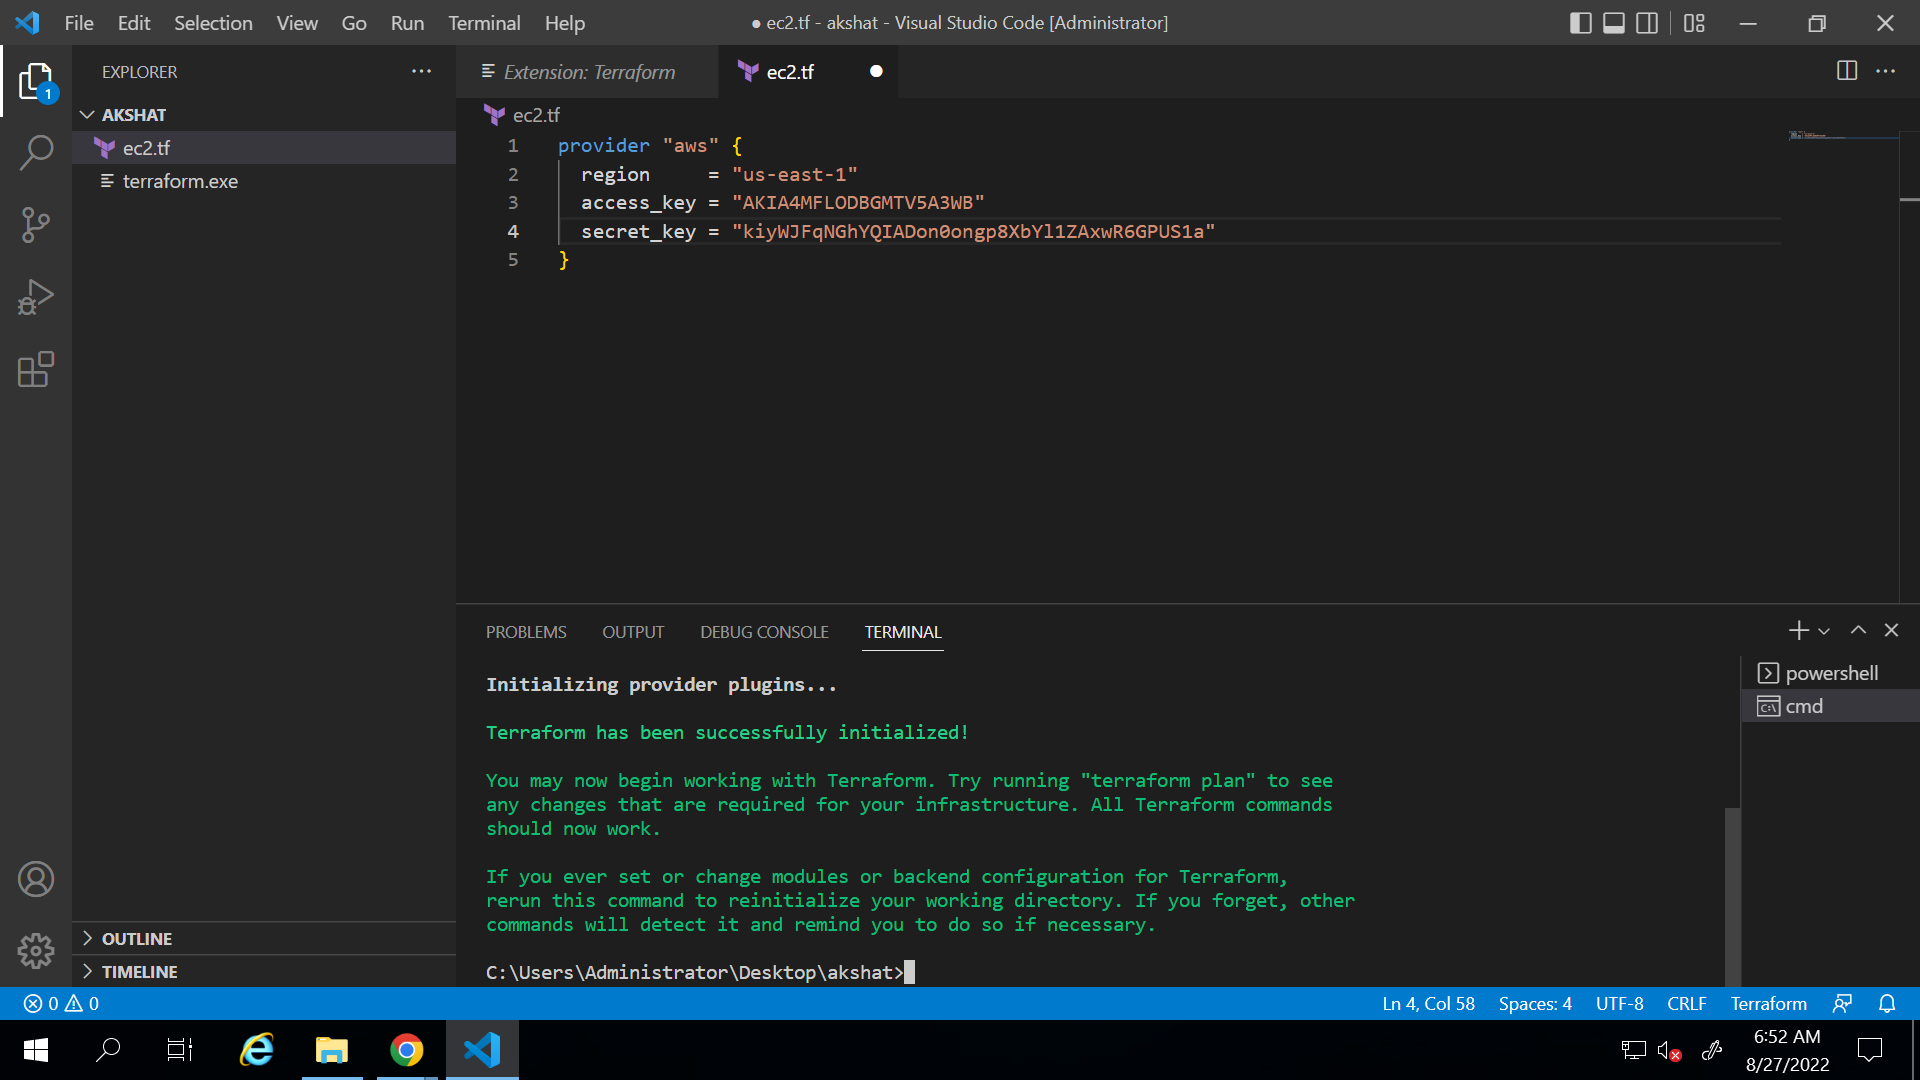 File Edit Selection View Go Run Terminal Help
● ec2.tf - akshat - Visual Studio Code [Administrator]
EXPLORER
Extension: Terraform
ec2.tf
1
AKSHAT
ec2.tf
ec2.tf
terraform.exe
1 provider "aws" {
2 region = "us-east-1"
3 access_key = "AKIA4MFLODBGMTV5A3WB"
4 secret_key = "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"
5 }
PROBLEMS OUTPUT DEBUG CONSOLE TERMINAL
powershell
cmd
Initializing provider plugins...
Terraform has been successfully initialized!
You may now begin working with Terraform. Try running "terraform plan" to see
any changes that are required for your infrastructure. All Terraform commands
should now work.
If you ever set or change modules or backend configuration for Terraform,
rerun this command to reinitialize your working directory. If you forget, other
commands will detect it and remind you to do so if necessary.
C:\Users\Administrator\Desktop\akshat>
OUTLINE
TIMELINE
0 0
Ln 4, Col 58 Spaces: 4 UTF-8 CRLF Terraform
6:52 AM
8/27/2022